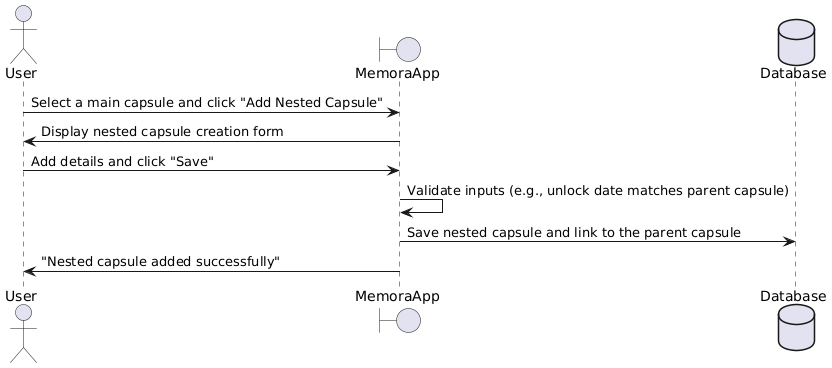 User
MemoraApp
Database
Select a main capsule and click "Add Nested Capsule"
Display nested capsule creation form
Add details and click "Save"
Validate inputs (e.g., unlock date matches parent capsule)
Save nested capsule and link to the parent capsule
"Nested capsule added successfully"
User
MemoraApp
Database